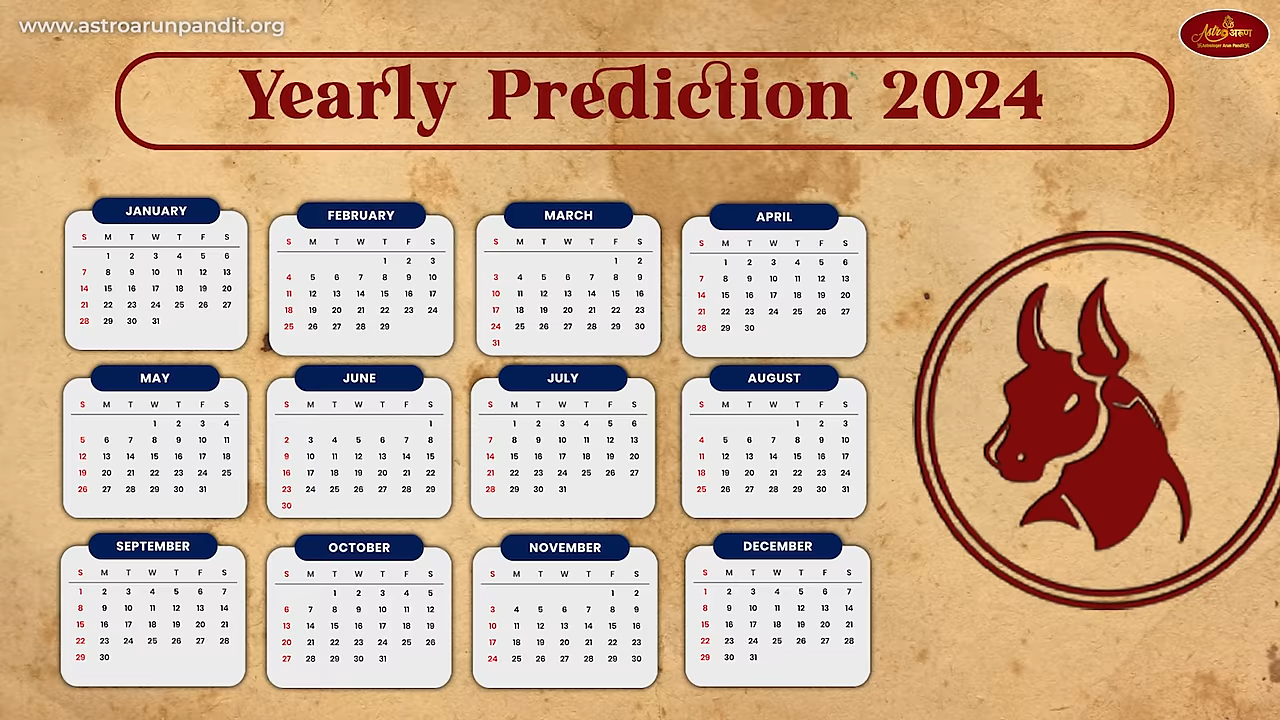 www.astroarunpandit.org
Astro अरुण
Astrologer Arun Pandit
Yearly Prediction 2024
JANUARY
S M T W T F S
1 2 3 4 5 6
7 8 9 10 11 12 13
14 15 16 17 18 19 20
21 22 23 24 25 26 27
28 29 30 31
FEBRUARY
S M T W T F S
1 2 3
4 5 6 7 8 9 10
11 12 13 14 15 16 17
18 19 20 21 22 23 24
25 26 27 28 29
MARCH
S M T W T F S
1 2
3 4 5 6 7 8 9
10 11 12 13 14 15 16
17 18 19 20 21 22 23
24 25 26 27 28 29 30
31
APRIL
S M T W T F S
1 2 3 4 5 6
7 8 9 10 11 12 13
14 15 16 17 18 19 20
21 22 23 24 25 26 27
28 29 30
MAY
S M T W T F S
1 2 3 4
5 6 7 8 9 10 11
12 13 14 15 16 17 18
19 20 21 22 23 24 25
26 27 28 29 30 31
JUNE
S M T W T F S
1
2 3 4 5 6 7 8
9 10 11 12 13 14 15
16 17 18 19 20 21 22
23 24 25 26 27 28 29
30
JULY
S M T W T F S
1 2 3 4 5 6
7 8 9 10 11 12 13
14 15 16 17 18 19 20
21 22 23 24 25 26 27
28 29 30 31
AUGUST
S M T W T F S
1 2 3
4 5 6 7 8 9 10
11 12 13 14 15 16 17
18 19 20 21 22 23 24
25 26 27 28 29 30 31
SEPTEMBER
S M T W T F S
1 2 3 4 5 6 7
8 9 10 11 12 13 14
15 16 17 18 19 20 21
22 23 24 25 26 27 28
29 30
OCTOBER
S M T W T F S
1 2 3 4 5
6 7 8 9 10 11 12
13 14 15 16 17 18 19
20 21 22 23 24 25 26
27 28 29 30 31
NOVEMBER
S M T W T F S
1 2
3 4 5 6 7 8 9
10 11 12 13 14 15 16
17 18 19 20 21 22 23
24 25 26 27 28 29 30
DECEMBER
S M T W T F S
1 2 3 4 5 6 7
8 9 10 11 12 13 14
15 16 17 18 19 20 21
22 23 24 25 26 27 28
29 30 31